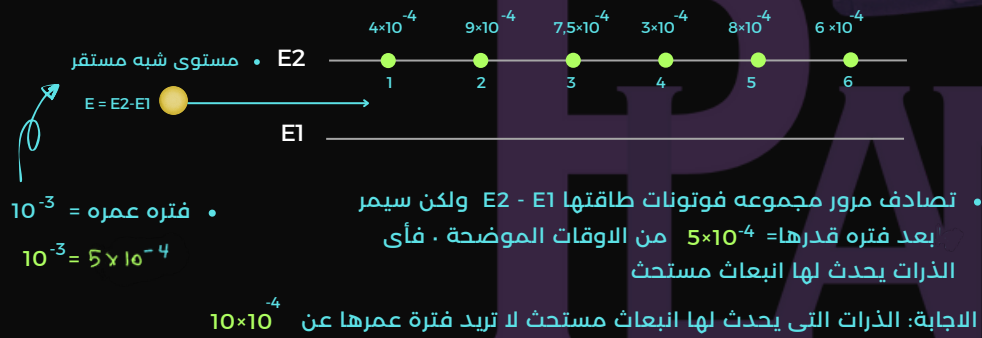 4×10⁻⁴ 9×10⁻⁴ 7,5×10⁻⁴ 3×10⁻⁴ 8×10⁻⁴ 6 ×10⁻⁴
• مستوى شبه مستقر E2
1 2 3 4 5 6
E = E2-E1
E1
• فتره عمره = 10⁻³
10⁻³ = 5×10⁻⁴
• تصادف مرور مجموعه فوتونات طاقتها E2 - E1 ولكن سيمر
بعد فتره قدرها= 5×10⁻⁴ من الاوقات الموضحة . فأى
الذرات يحدث لها انبعاث مستحث
الاجابة: الذرات التى يحدث لها انبعاث مستحث لا تريد فترة عمرها عن 10×10⁻⁴